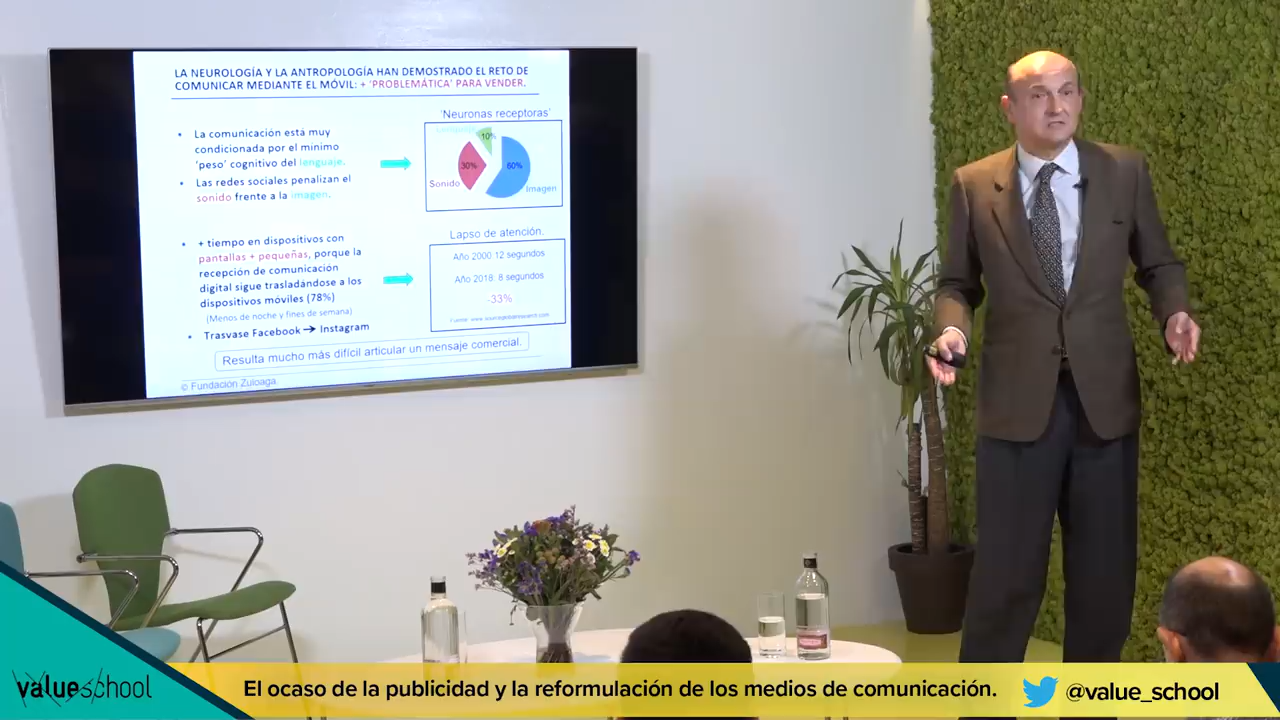 LA NEUROLOGÍA Y LA ANTROPOLOGÍA HAN DEMOSTRADO EL RETO DE
COMUNICAR MEDIANTE EL MÓVIL: + 'PROBLEMÁTICA' PARA VENDER.
• La comunicación está muy
condicionada por el mínimo
'peso' cognitivo del lenguaje.
• Las redes sociales penalizan el
sonido frente a la imagen.
'Neuronas receptoras'
10%
30%
60%
Sonido
Imagen
• + tiempo en dispositivos con
pantallas + pequeñas, porque la
recepción de comunicación
digital sigue trasladándose a los
dispositivos móviles (78%)
(Menos de noche y fines de semana)
• Trasvase Facebook → Instagram
Lapso de atención.
Año 2000: 12 segundos
Año 2018: 8 segundos
-33%
Resulta mucho más difícil articular un mensaje comercial.
© Fundación Zuloaga
valueschool
El ocaso de la publicidad y la reformulación de los medios de comunicación.
@value_school